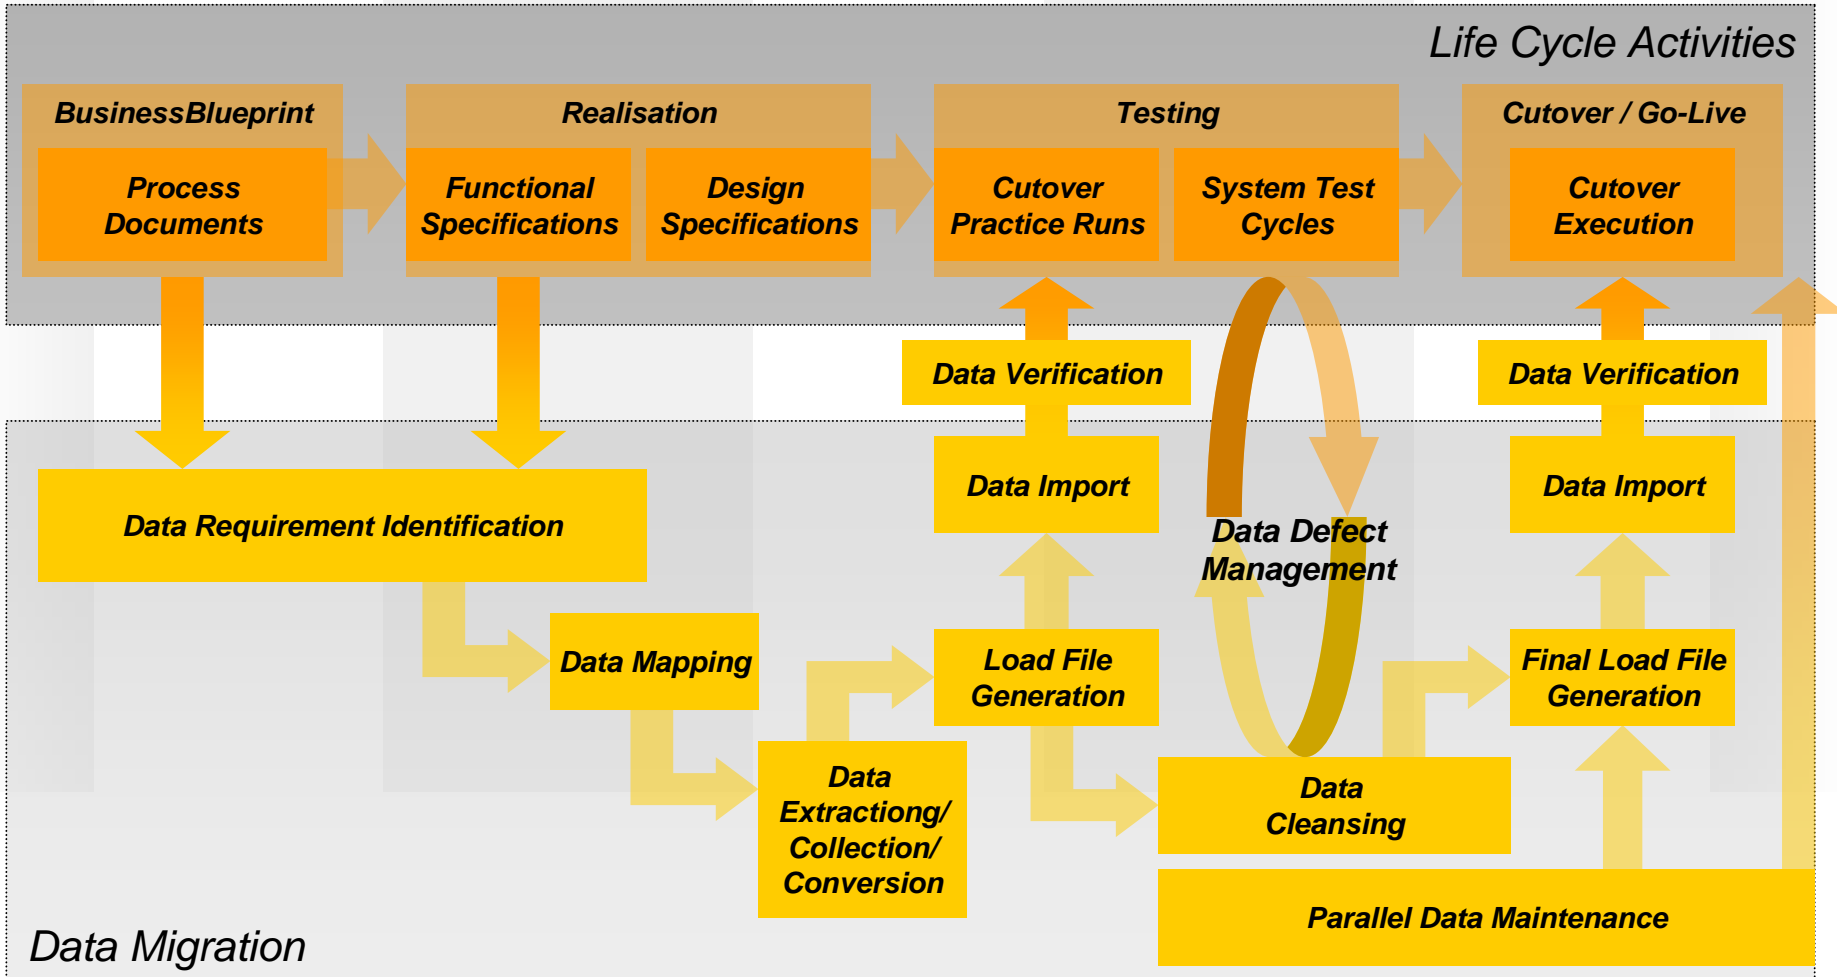 Life Cycle Activities
BusinessBlueprint
Realisation
Testing
Cutover / Go-Live
Process
Documents
Functional
Specifications
Design
Specifications
Cutover
Practice Runs
System Test
Cycles
Cutover
Execution
Data Verification
Data Verification
Data Requirement Identification
Data Import
Data Defect
Management
Data Import
Data Mapping
Load File
Generation
Final Load File
Generation
Data
Extractiong/
Collection/
Conversion
Data
Cleansing
Parallel Data Maintenance
Data Migration